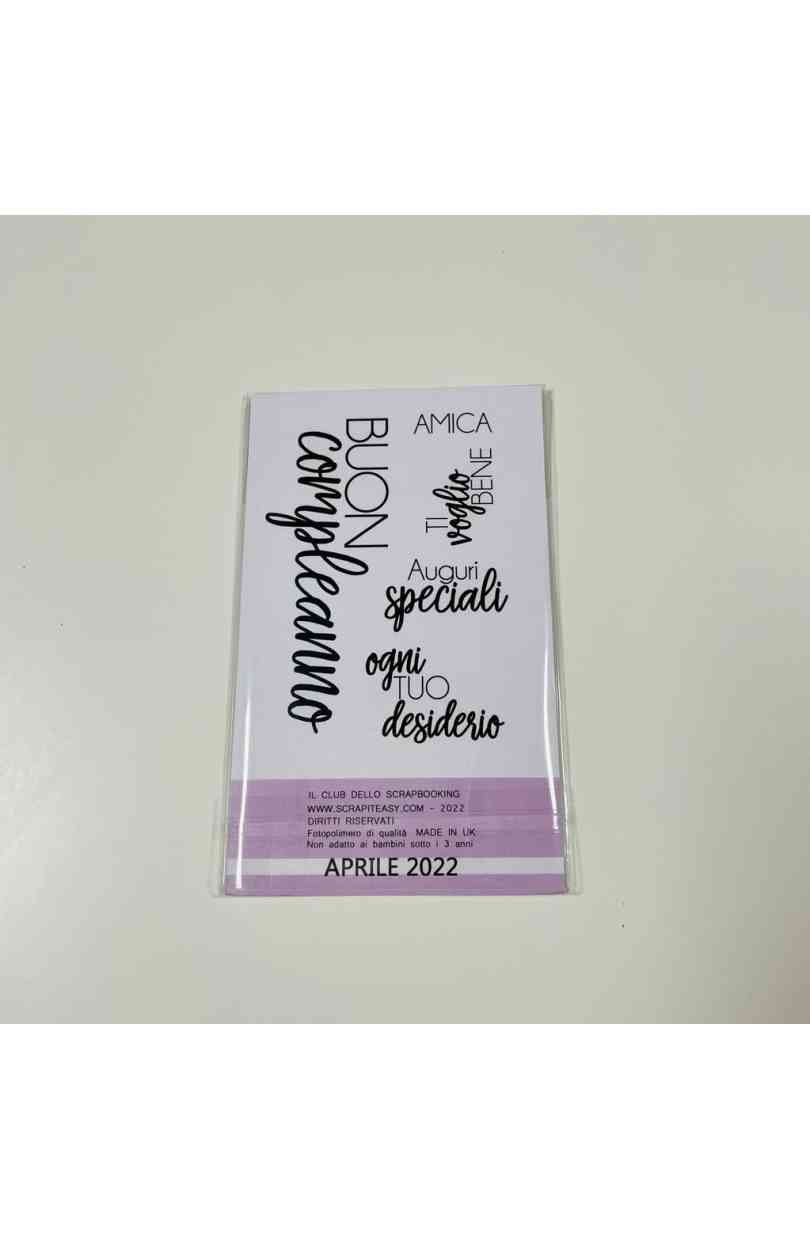 BUON
compleanno
AMICA
TI
voglio
BENE
Auguri
speciali
ogni
TUO
desiderio
IL CLUB DELLO SCRAPBOOKING
WWW.SCRAPITEASY.COM - 2022
DIRITTI RISERVATI
Fotopolimero di qualità MADE IN UK
Non adatto ai bambini sotto i 3 anni
APRILE 2022